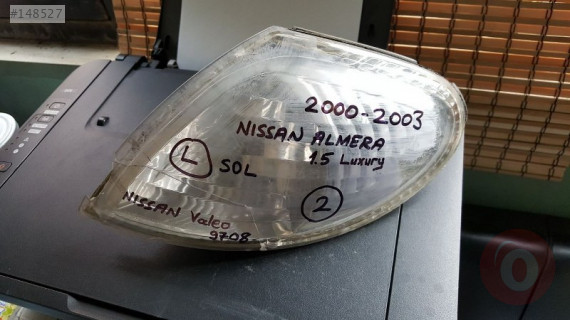 #148527
2000-2003
NISSAN ALMERA
1.5 Luxury
L SOL
2
NISSAN Valeo
9708